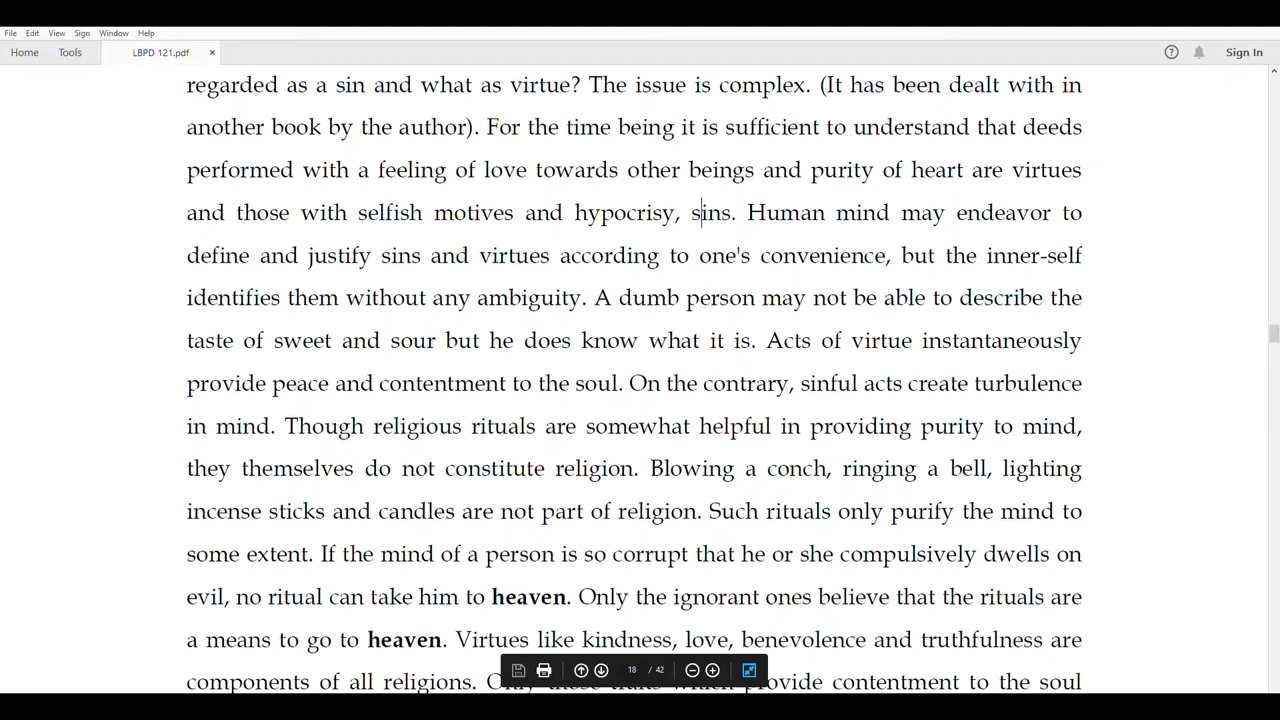 File Edit View Sign Window Help
Home Tools LBPD 121.pdf × ? Sign In
regarded as a sin and what as virtue? The issue is complex. (It has been dealt with in
another book by the author). For the time being it is sufficient to understand that deeds
performed with a feeling of love towards other beings and purity of heart are virtues
and those with selfish motives and hypocrisy, sins. Human mind may endeavor to
define and justify sins and virtues according to one's convenience, but the inner-self
identifies them without any ambiguity. A dumb person may not be able to describe the
taste of sweet and sour but he does know what it is. Acts of virtue instantaneously
provide peace and contentment to the soul. On the contrary, sinful acts create turbulence
in mind. Though religious rituals are somewhat helpful in providing purity to mind,
they themselves do not constitute religion. Blowing a conch, ringing a bell, lighting
incense sticks and candles are not part of religion. Such rituals only purify the mind to
some extent. If the mind of a person is so corrupt that he or she compulsively dwells on
evil, no ritual can take him to heaven. Only the ignorant ones believe that the rituals are
a means to go to heaven. Virtues like kindness, love, benevolence and truthfulness are
components of all religions. provide contentment to the soul
18 / 42